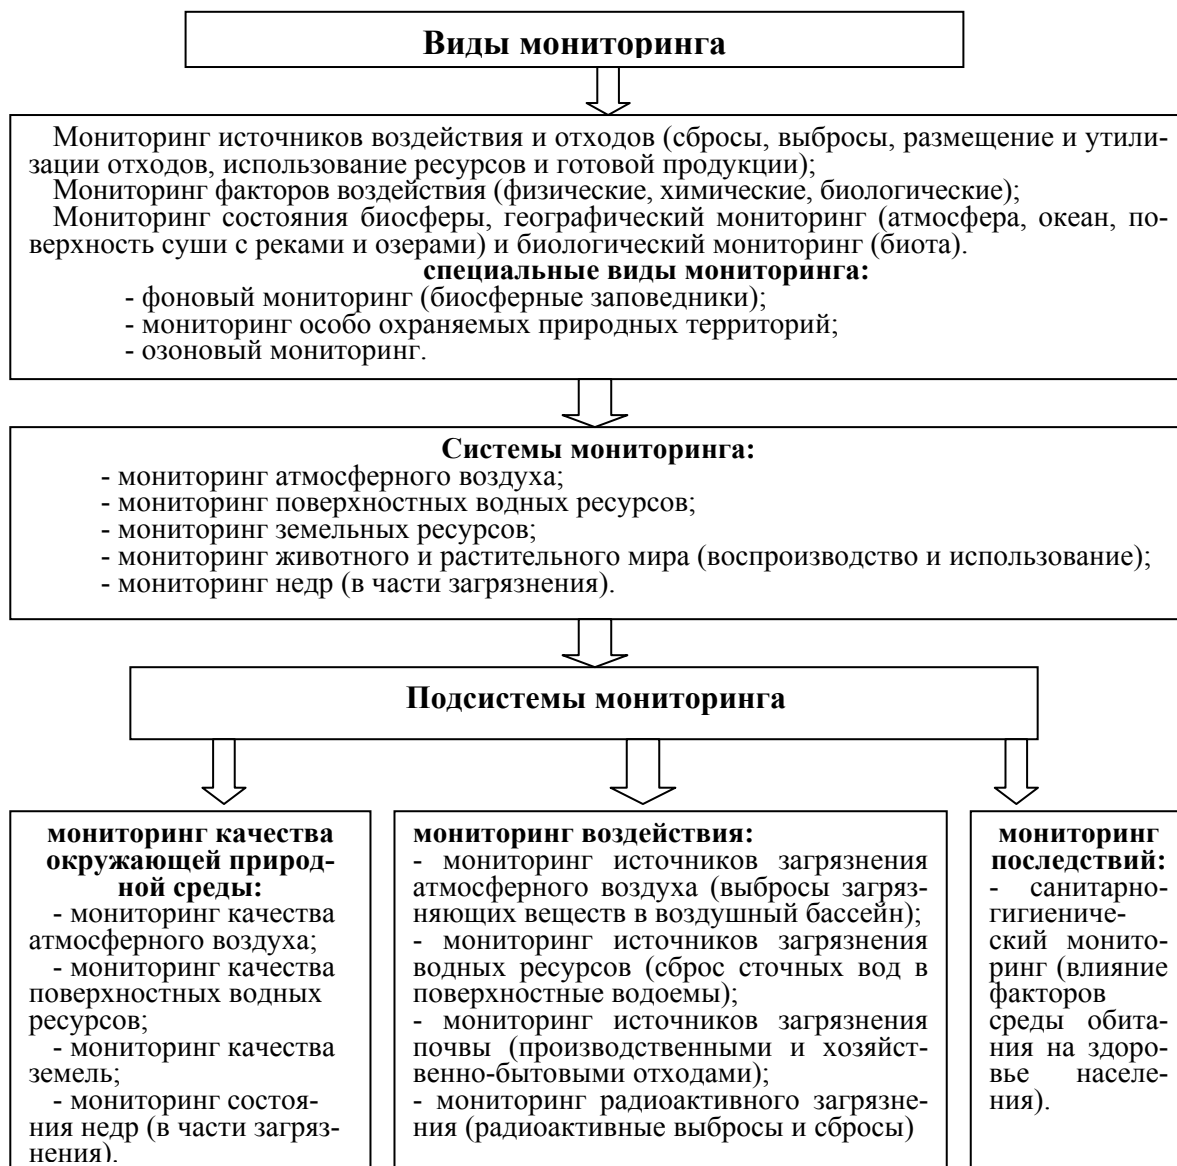 Виды мониторинга
Мониторинг источников воздействия и отходов (сбросы, выбросы, размещение и утили-
зации отходов, использование ресурсов и готовой продукции);
Мониторинг факторов воздействия (физические, химические, биологические);
Мониторинг состояния биосферы, географический мониторинг (атмосфера, океан, по-
верхность суши с реками и озерами) и биологический мониторинг (биота).
специальные виды мониторинга:
- фоновый мониторинг (биосферные заповедники);
- мониторинг особо охраняемых природных территорий;
- озоновый мониторинг.
Системы мониторинга:
- мониторинг атмосферного воздуха;
- мониторинг поверхностных водных ресурсов;
- мониторинг земельных ресурсов;
- мониторинг животного и растительного мира (воспроизводство и использование);
- мониторинг недр (в части загрязнения).
Подсистемы мониторинга
мониторинг качества
окружающей природ-
ной среды:
- мониторинг качества
атмосферного воздуха;
- мониторинг качества
поверхностных водных
ресурсов;
- мониторинг качества
земель;
- мониторинг состоя-
ния недр (в части загряз-
нения).
мониторинг воздействия:
- мониторинг источников загрязнения
атмосферного воздуха (выбросы загряз-
няющих веществ в воздушный бассейн);
- мониторинг источников загрязнения
водных ресурсов (сброс сточных вод в
поверхностные водоемы);
- мониторинг источников загрязнения
почвы (производственными и хозяйст-
венно-бытовыми отходами);
- мониторинг радиоактивного загрязне-
ния (радиоактивные выбросы и сбросы)
мониторинг
последствий:
- санитарно-
гигиениче-
ский монито-
ринг (влияние
факторов
среды обита-
ния на здоро-
вье населе-
ния).